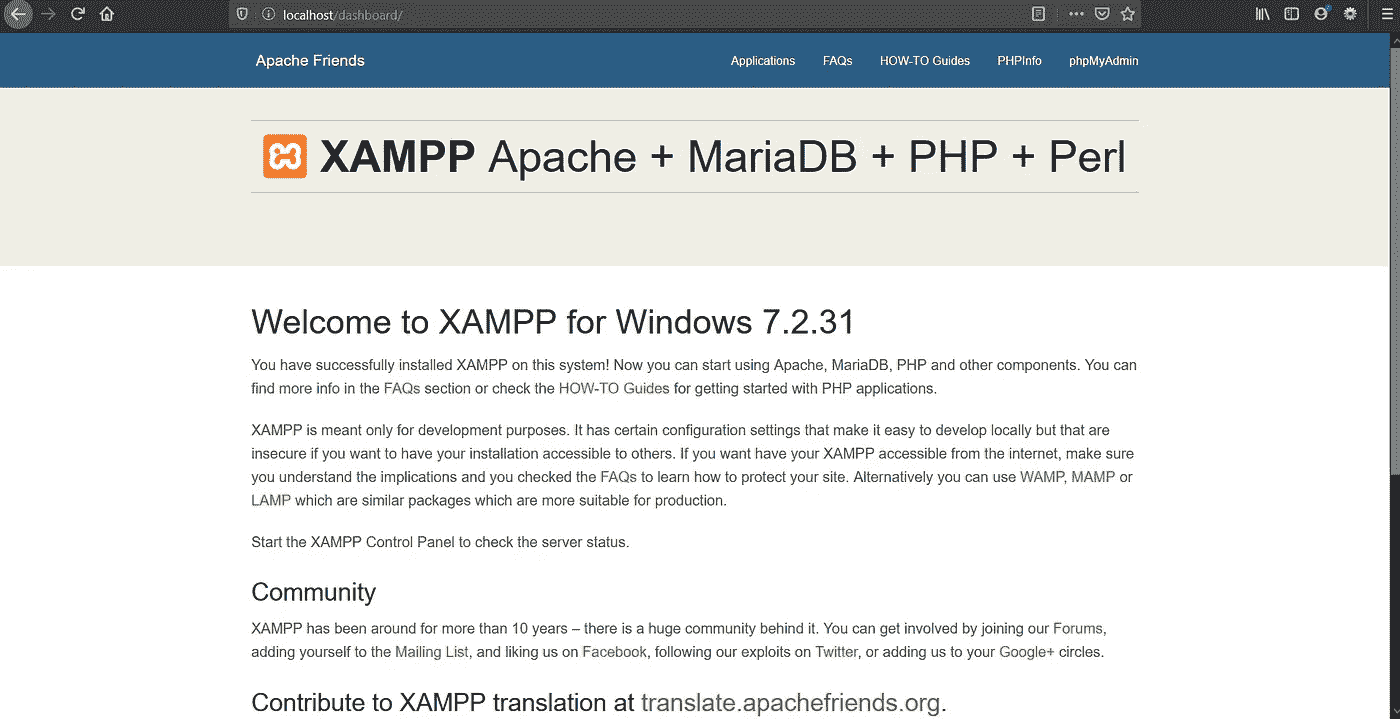 localhost/dashboard/
Apache Friends
Applications FAQs HOW-TO Guides PHPInfo phpMyAdmin
XAMPP Apache + MariaDB + PHP + Perl
Welcome to XAMPP for Windows 7.2.31
You have successfully installed XAMPP on this system! Now you can start using Apache, MariaDB, PHP and other components. You can
find more info in the FAQs section or check the HOW-TO Guides for getting started with PHP applications.
XAMPP is meant only for development purposes. It has certain configuration settings that make it easy to develop locally but that are
insecure if you want to have your installation accessible to others. If you want have your XAMPP accessible from the internet, make sure
you understand the implications and you checked the FAQs to learn how to protect your site. Alternatively you can use WAMP, MAMP or
LAMP which are similar packages which are more suitable for production.
Start the XAMPP Control Panel to check the server status.
Community
XAMPP has been around for more than 10 years – there is a huge community behind it. You can get involved by joining our Forums,
adding yourself to the Mailing List, and liking us on Facebook, following our exploits on Twitter, or adding us to your Google+ circles.
Contribute to XAMPP translation at translate.apachefriends.org.